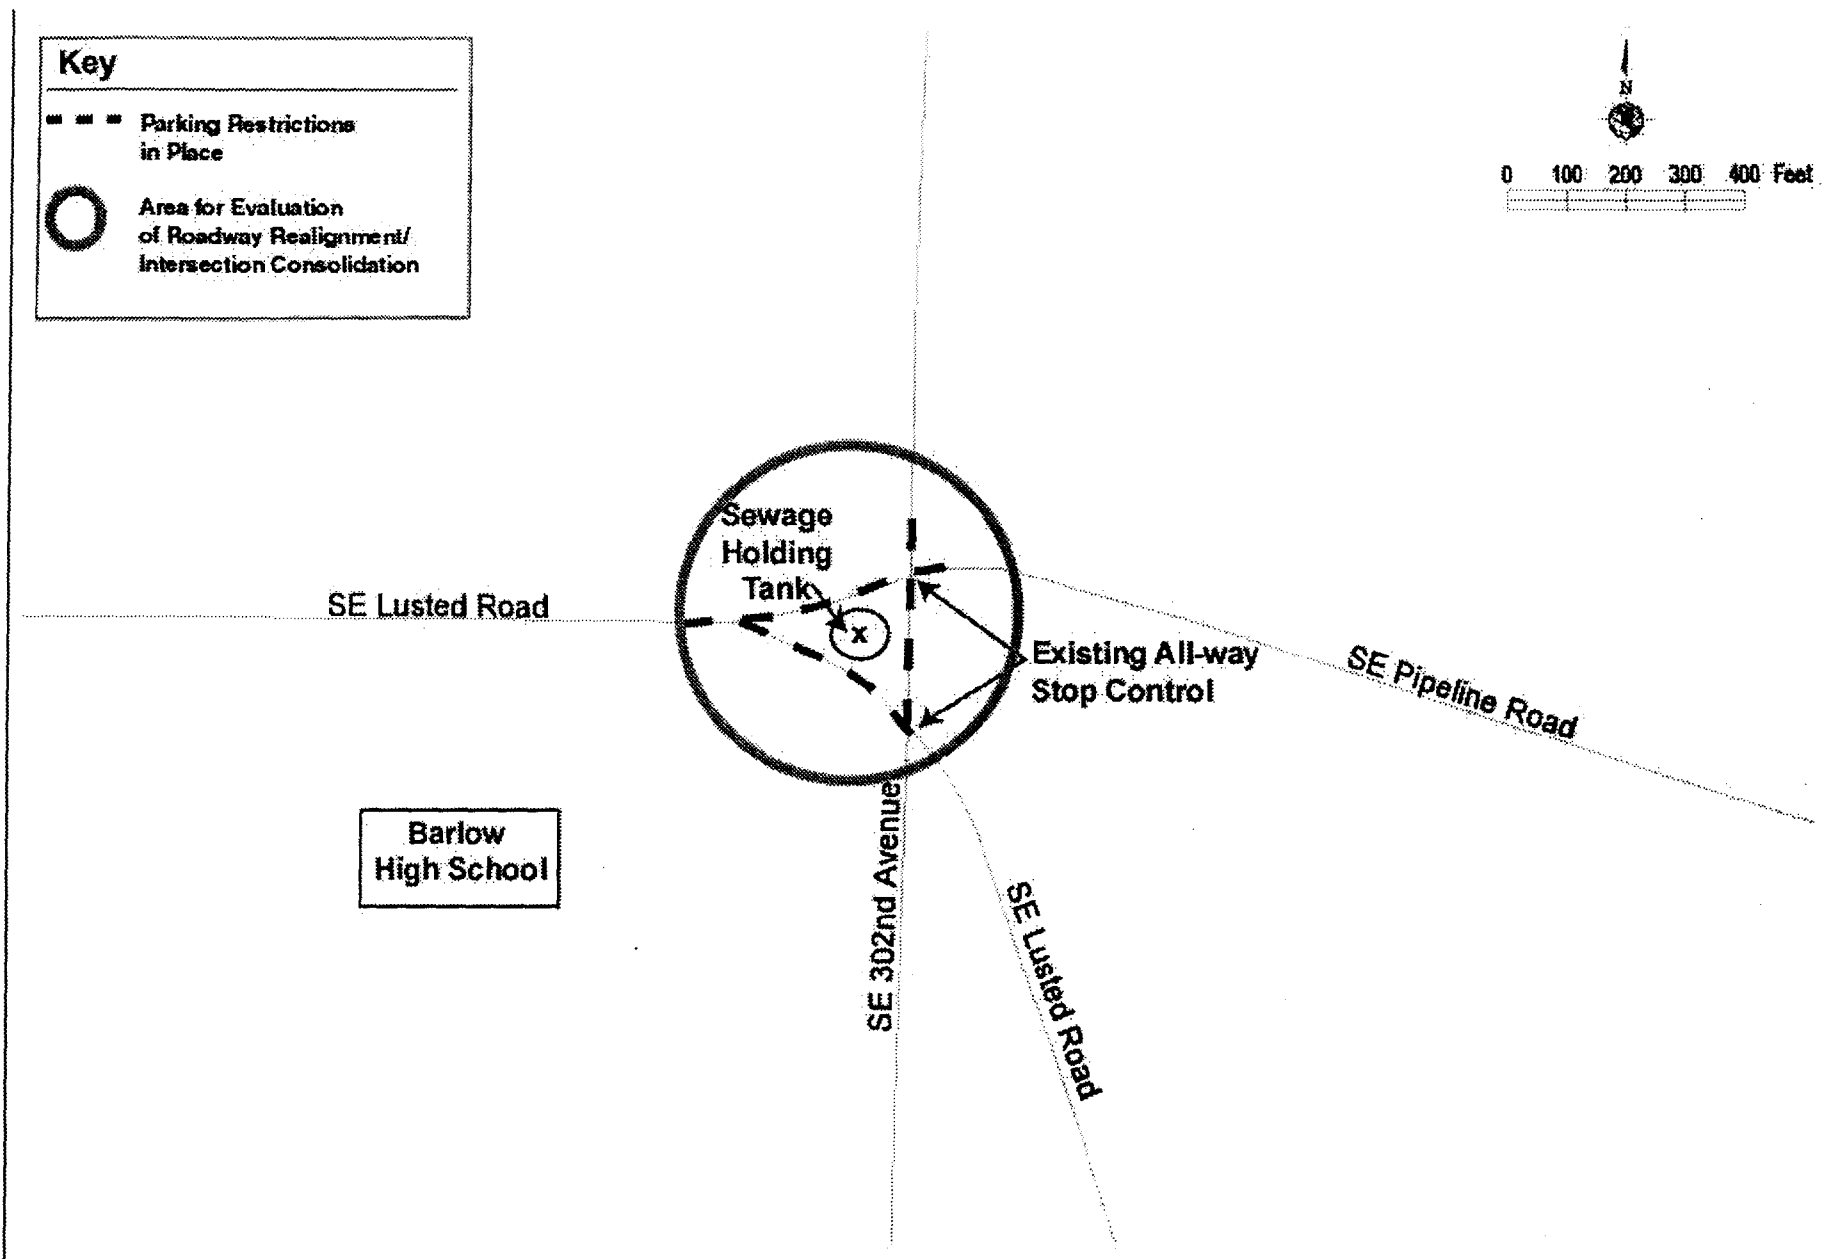 Key
Parking Restrictions
in Place
Area for Evaluation
of Roadway Realignment/
Intersection Consolidation
N
0 100 200 300 400 Feet
Sewage
Holding
Tank
x
SE Lusted Road
Existing All-way
Stop Control
SE Pipeline Road
Barlow
High School
SE 302nd Avenue
SE Lusted Road